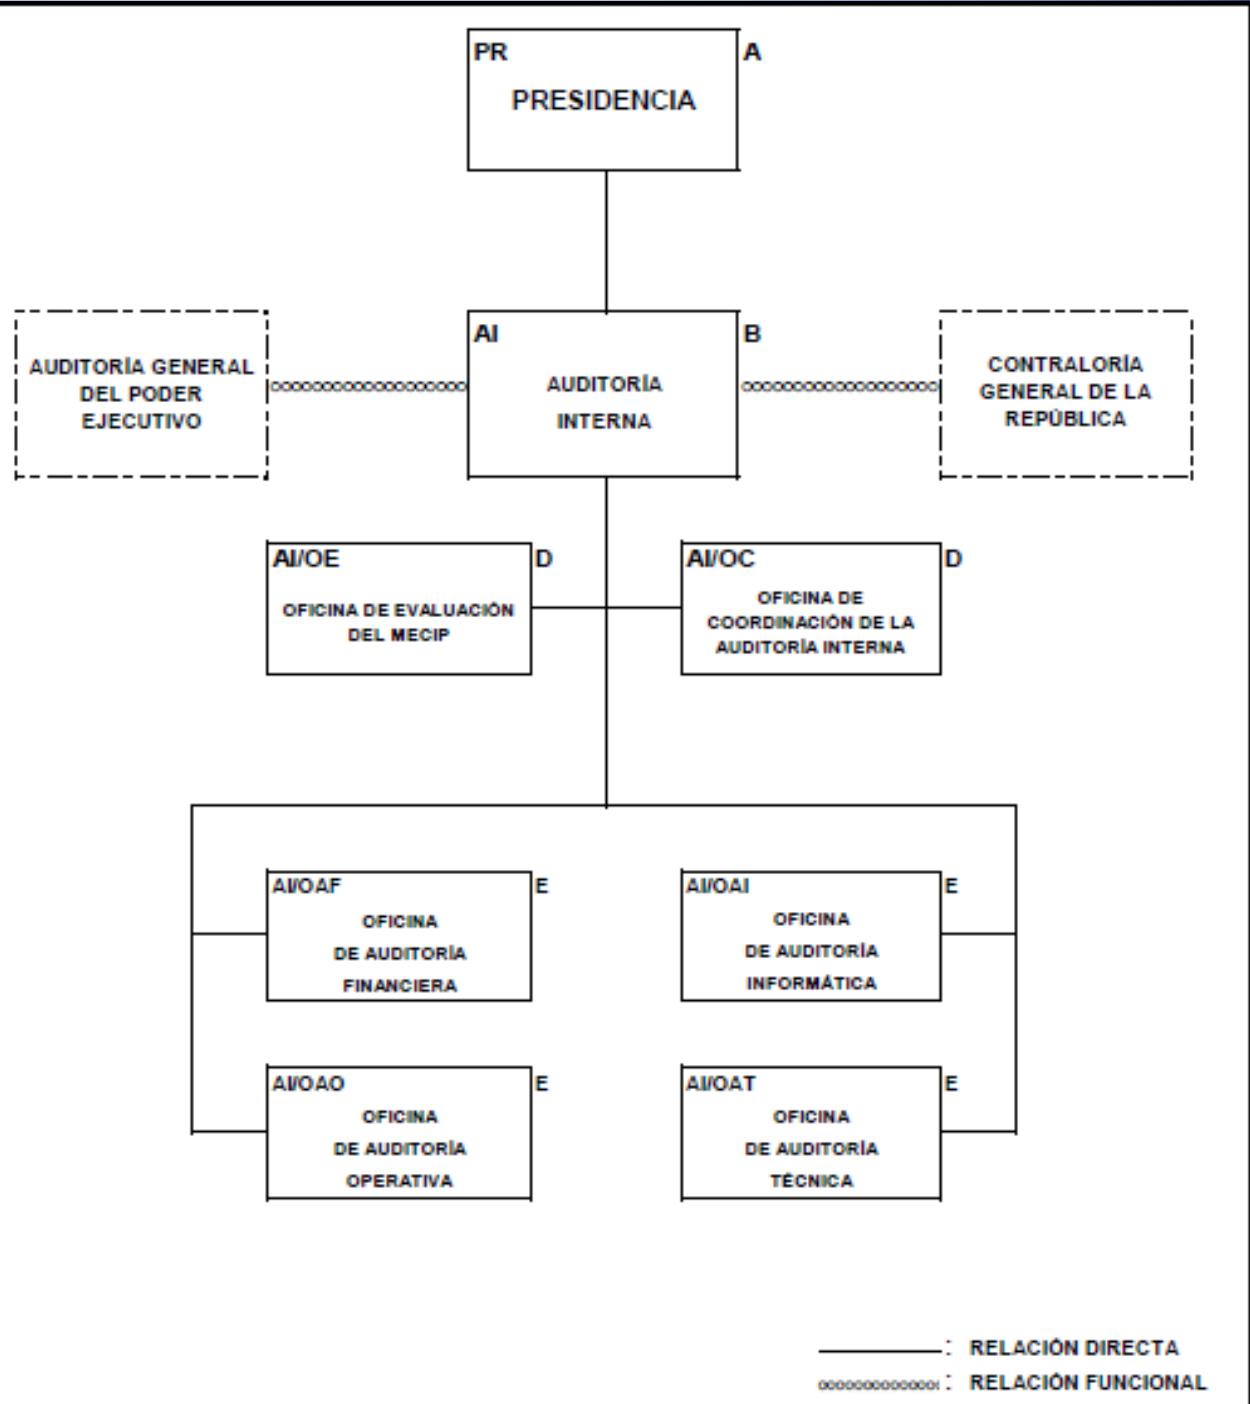 PR A
PRESIDENCIA
AUDITORÍA GENERAL
DEL PODER
EJECUTIVO
AI B
AUDITORÍA
INTERNA
CONTRALORÍA
GENERAL DE LA
REPÚBLICA
AI/OE D
OFICINA DE EVALUACIÓN
DEL MECIP
AI/OC D
OFICINA DE
COORDINACIÓN DE LA
AUDITORÍA INTERNA
AI/OAF E
OFICINA
DE AUDITORÍA
FINANCIERA
AI/OAI E
OFICINA
DE AUDITORÍA
INFORMÁTICA
AI/OAO E
OFICINA
DE AUDITORÍA
OPERATIVA
AI/OAT E
OFICINA
DE AUDITORÍA
TÉCNICA
: RELACIÓN DIRECTA
: RELACIÓN FUNCIONAL